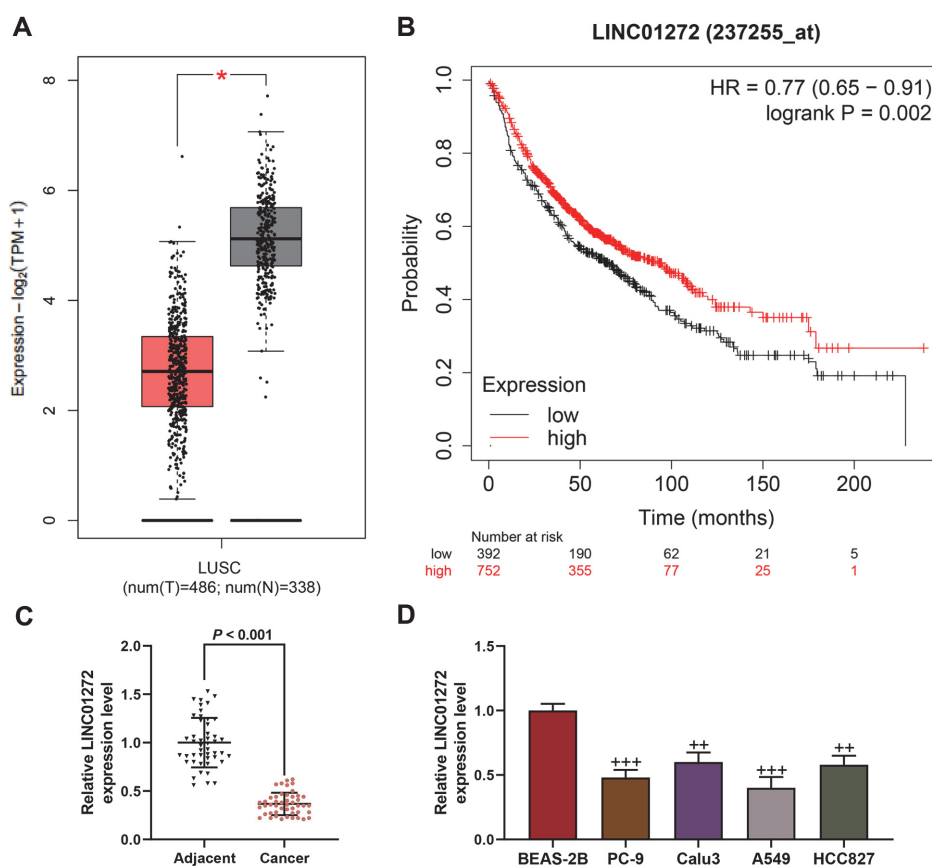 A
8
6
4
2
0
Expression – log2(TPM + 1)
*
LUSC
(num(T)=486; num(N)=338)
B
LINC01272 (237255_at)
HR = 0.77 (0.65 − 0.91)
logrank P = 0.002
1.0
0.8
0.6
0.4
0.2
0.0
Probability
Expression
low
high
0 50 100 150 200
Time (months)
Number at risk
low 392 190 62 21 5
high 752 355 77 25 1
C
P < 0.001
2.0
1.5
1.0
0.5
0.0
Relative LINC01272
expression level
Adjacent Cancer
D
1.5
1.0
0.5
0.0
Relative LINC01272
expression level
+++ ++ +++ ++
BEAS-2B PC-9 Calu3 A549 HCC827